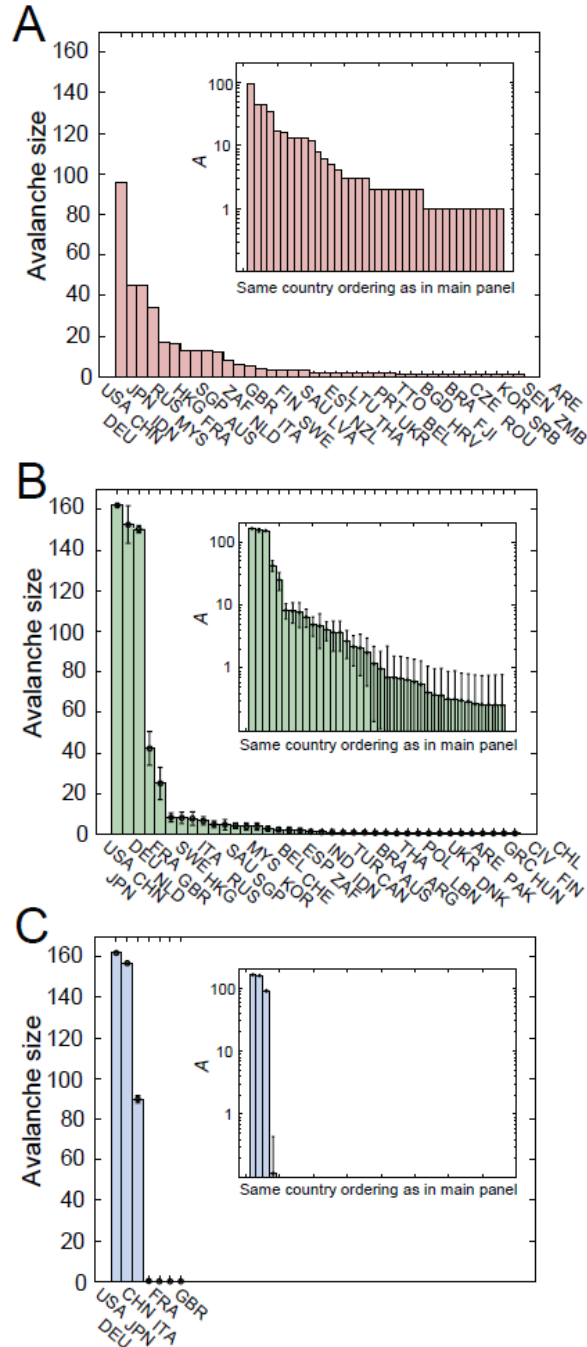 A
Avalanche size
160
140
120
100
80
60
40
20
0
A
100
10
1
Same country ordering as in main panel
USA JPN RUS HKG SGP ZAF GBR FIN SAU EST LTU PRT TTO BGD BRA CZE KOR SEN ARE
DEU CHN IDN MYS FRA AUS NLD ITA SWE LVA NZL THA UKR BEL HRV FJI ROU SRB ZMB
B
Avalanche size
160
140
120
100
80
60
40
20
0
A
100
10
1
Same country ordering as in main panel
USA DEU FRA SWE ITA SAU MYS BEL ESP IND TUR BRA THA POL UKR ARE GRC CIV CHL
JPN CHN NLD GBR HKG RUS SGP KOR CHE ZAF IDN CAN AUS ARG LBN DNK PAK HUN FIN
C
Avalanche size
160
140
120
100
80
60
40
20
0
A
100
1
Same country ordering as in main panel
USA CHN FRA GBR
DEU JPN ITA